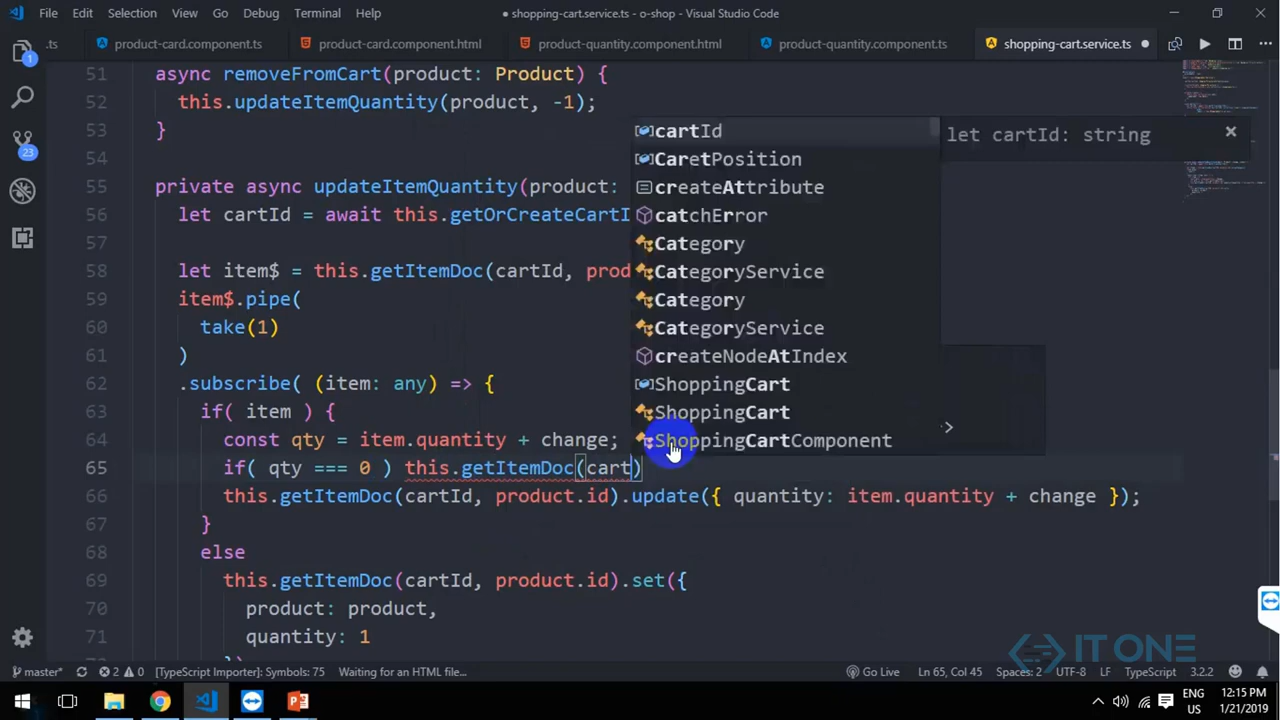 File Edit Selection View Go Debug Terminal Help ● shopping-cart.service.ts - o-shop - Visual Studio Code
.ts product-card.component.ts product-card.component.html product-quantity.component.html product-quantity.component.ts shopping-cart.service.ts
1
23
51 async removeFromCart(product: Product) {
52 this.updateItemQuantity(product, -1);
53 }
54
55 private async updateItemQuantity(product:
56 let cartId = await this.getOrCreateCartI
57
58 let item$ = this.getItemDoc(cartId, prod
59 item$.pipe(
60 take(1)
61 )
62 .subscribe( (item: any) => {
63 if( item ) {
64 const qty = item.quantity + change;
65 if( qty === 0 ) this.getItemDoc(cart)
66 this.getItemDoc(cartId, product.id).update({ quantity: item.quantity + change });
67 }
68 else
69 this.getItemDoc(cartId, product.id).set({
70 product: product,
71 quantity: 1
cartId
CaretPosition
createAttribute
catchError
Category
CategoryService
Category
CategoryService
createNodeAtIndex
ShoppingCart
ShoppingCart
ShoppingCartComponent
let cartId: string
IT ONE
master* 2 0 [TypeScript Importer]: Symbols: 75 Waiting for an HTML file... Go Live Ln 65, Col 45 Spaces: 2 UTF-8 LF TypeScript 3.2.2
ENG
US
12:15 PM
1/21/2019